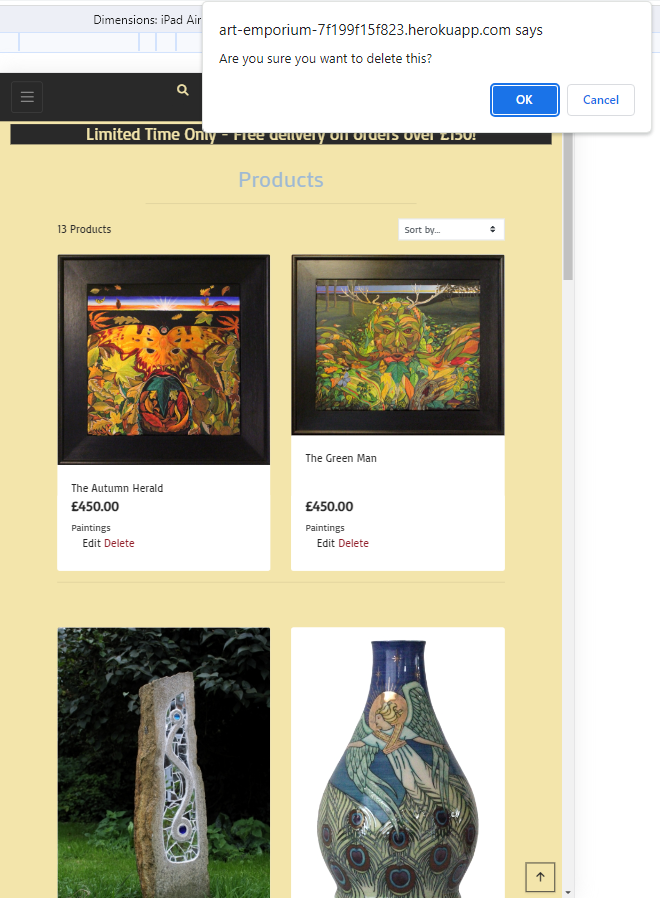 Dimensions: iPad Air
art-emporium-7f199f15f823.herokuapp.com says
Are you sure you want to delete this?
OK Cancel
Limited Time Only - Free delivery on orders over £150!
Products
13 Products
Sort by...
The Autumn Herald
£450.00
Paintings
Edit Delete
The Green Man
£450.00
Paintings
Edit Delete